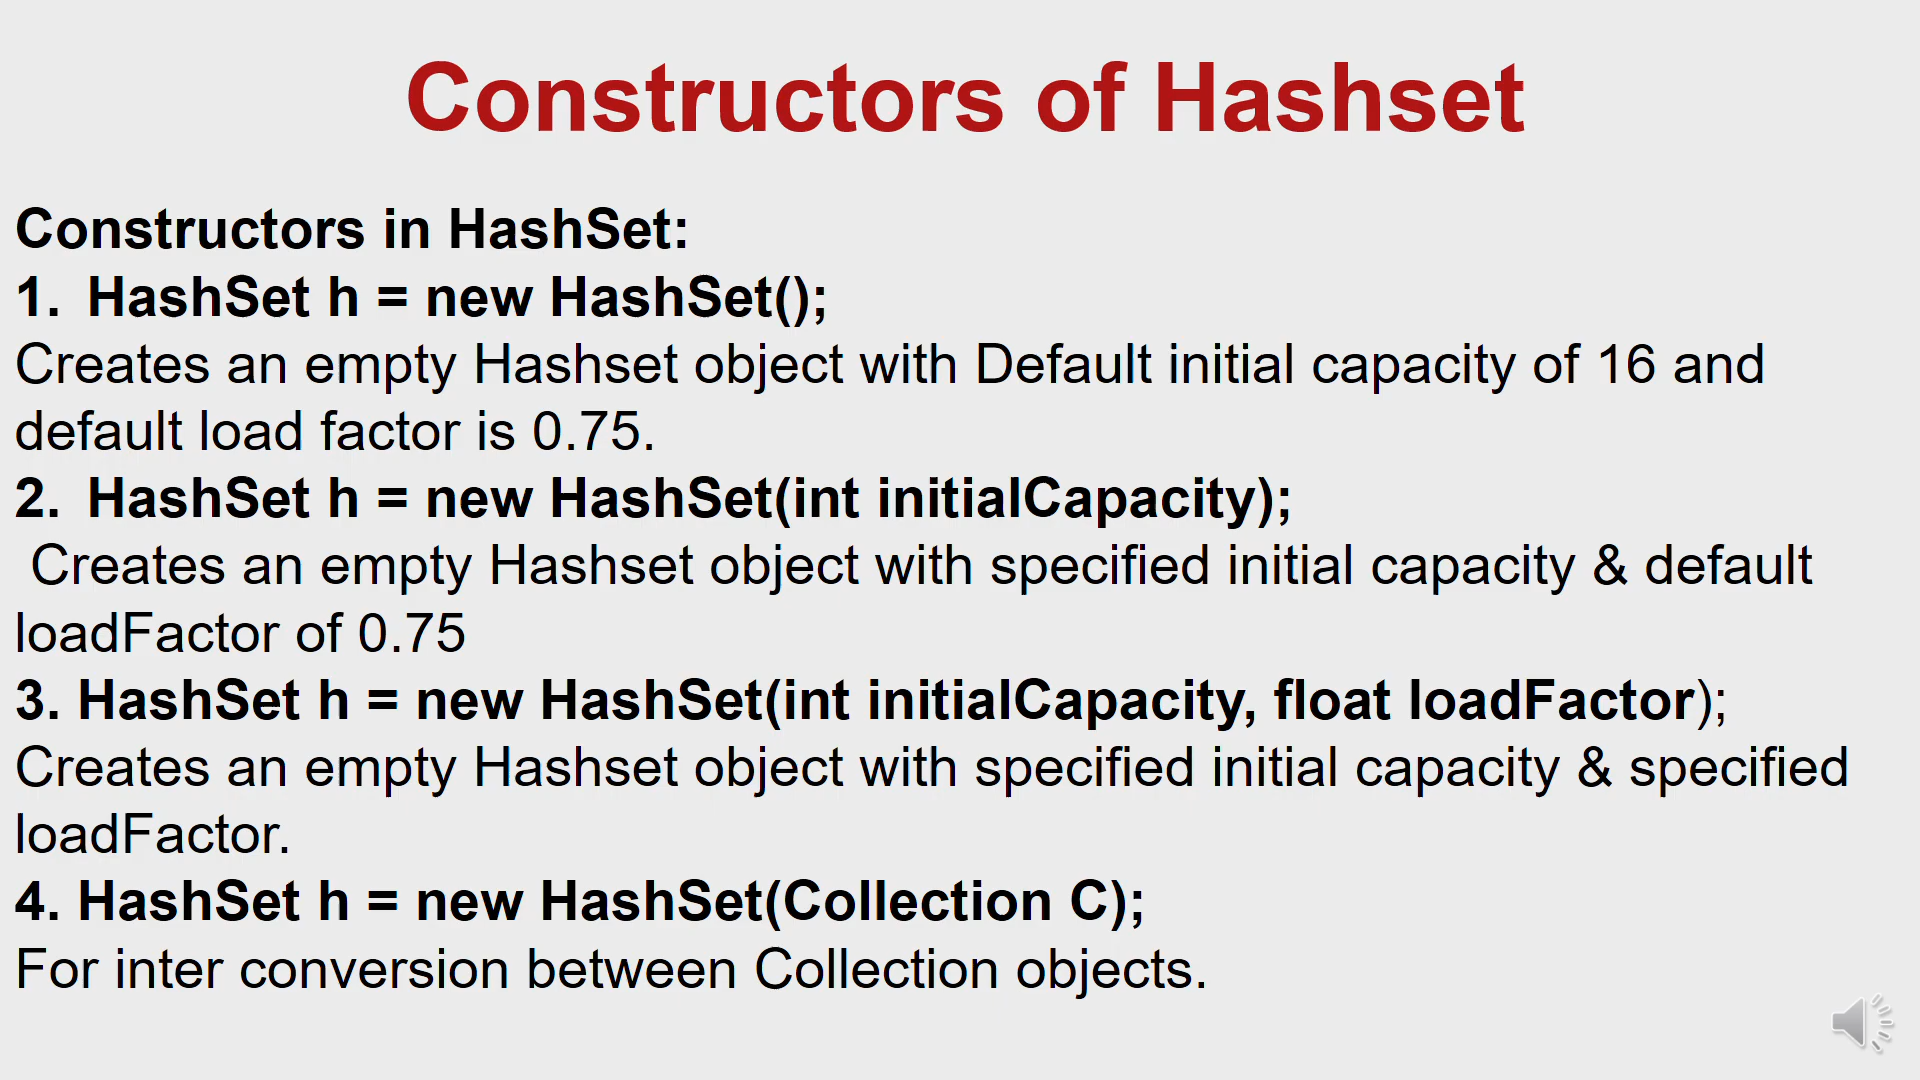 Constructors of Hashset
Constructors in HashSet:
1. HashSet h = new HashSet();
Creates an empty Hashset object with Default initial capacity of 16 and
default load factor is 0.75.
2. HashSet h = new HashSet(int initialCapacity);
Creates an empty Hashset object with specified initial capacity & default
loadFactor of 0.75
3. HashSet h = new HashSet(int initialCapacity, float loadFactor);
Creates an empty Hashset object with specified initial capacity & specified
loadFactor.
4. HashSet h = new HashSet(Collection C);
For inter conversion between Collection objects.